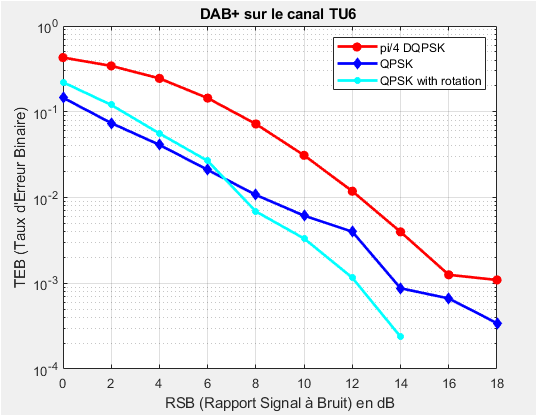 DAB+ sur le canal TU6
pi/4 DQPSK
QPSK
QPSK with rotation
TEB (Taux d'Erreur Binaire)
10^0
10^-1
10^-2
10^-3
10^-4
0 2 4 6 8 10 12 14 16 18
RSB (Rapport Signal à Bruit) en dB